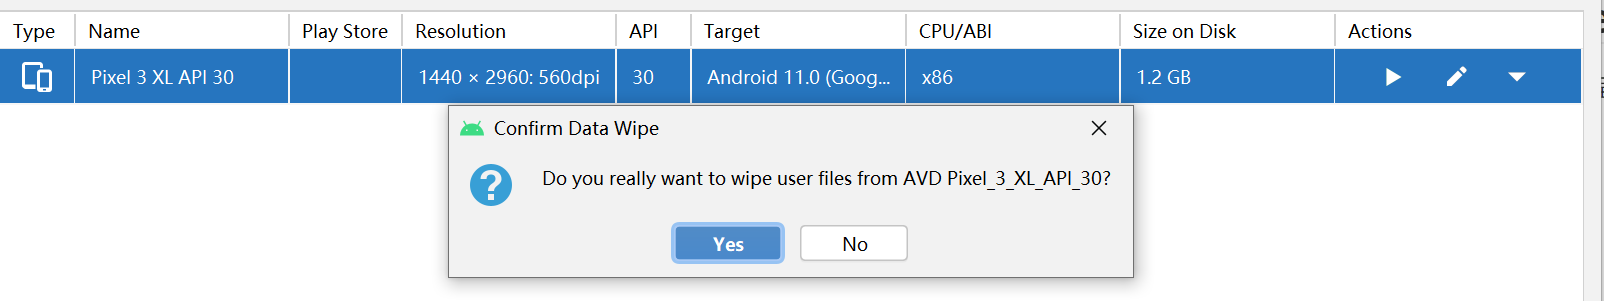 Type Name Play Store Resolution API Target CPU/ABI Size on Disk Actions
Pixel 3 XL API 30 1440 × 2960: 560dpi 30 Android 11.0 (Goog... x86 1.2 GB
Confirm Data Wipe
Do you really want to wipe user files from AVD Pixel_3_XL_API_30?
Yes No